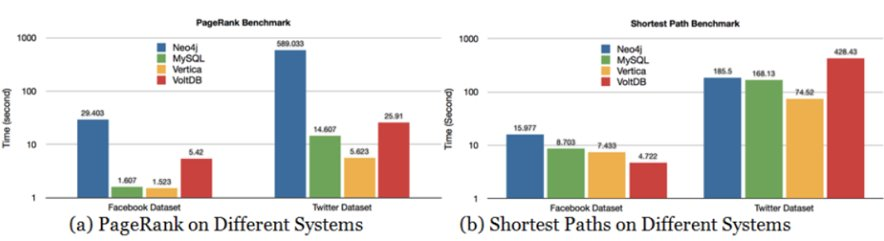 PageRank Benchmark
1000
100
10
1
Time (second)
Neo4j
MySQL
Vertica
VoltDB
29.403
1.607
1.523
5.42
589.033
14.607
5.623
25.91
Facebook Dataset
Twitter Dataset
(a) PageRank on Different Systems
Shortest Path Benchmark
1000
100
10
1
Time (Second)
Neo4j
MySQL
Vertica
VoltDB
15.977
8.703
7.433
4.722
185.5
168.13
74.52
428.43
Facebook Dataset
Twitter Dataset
(b) Shortest Paths on Different Systems